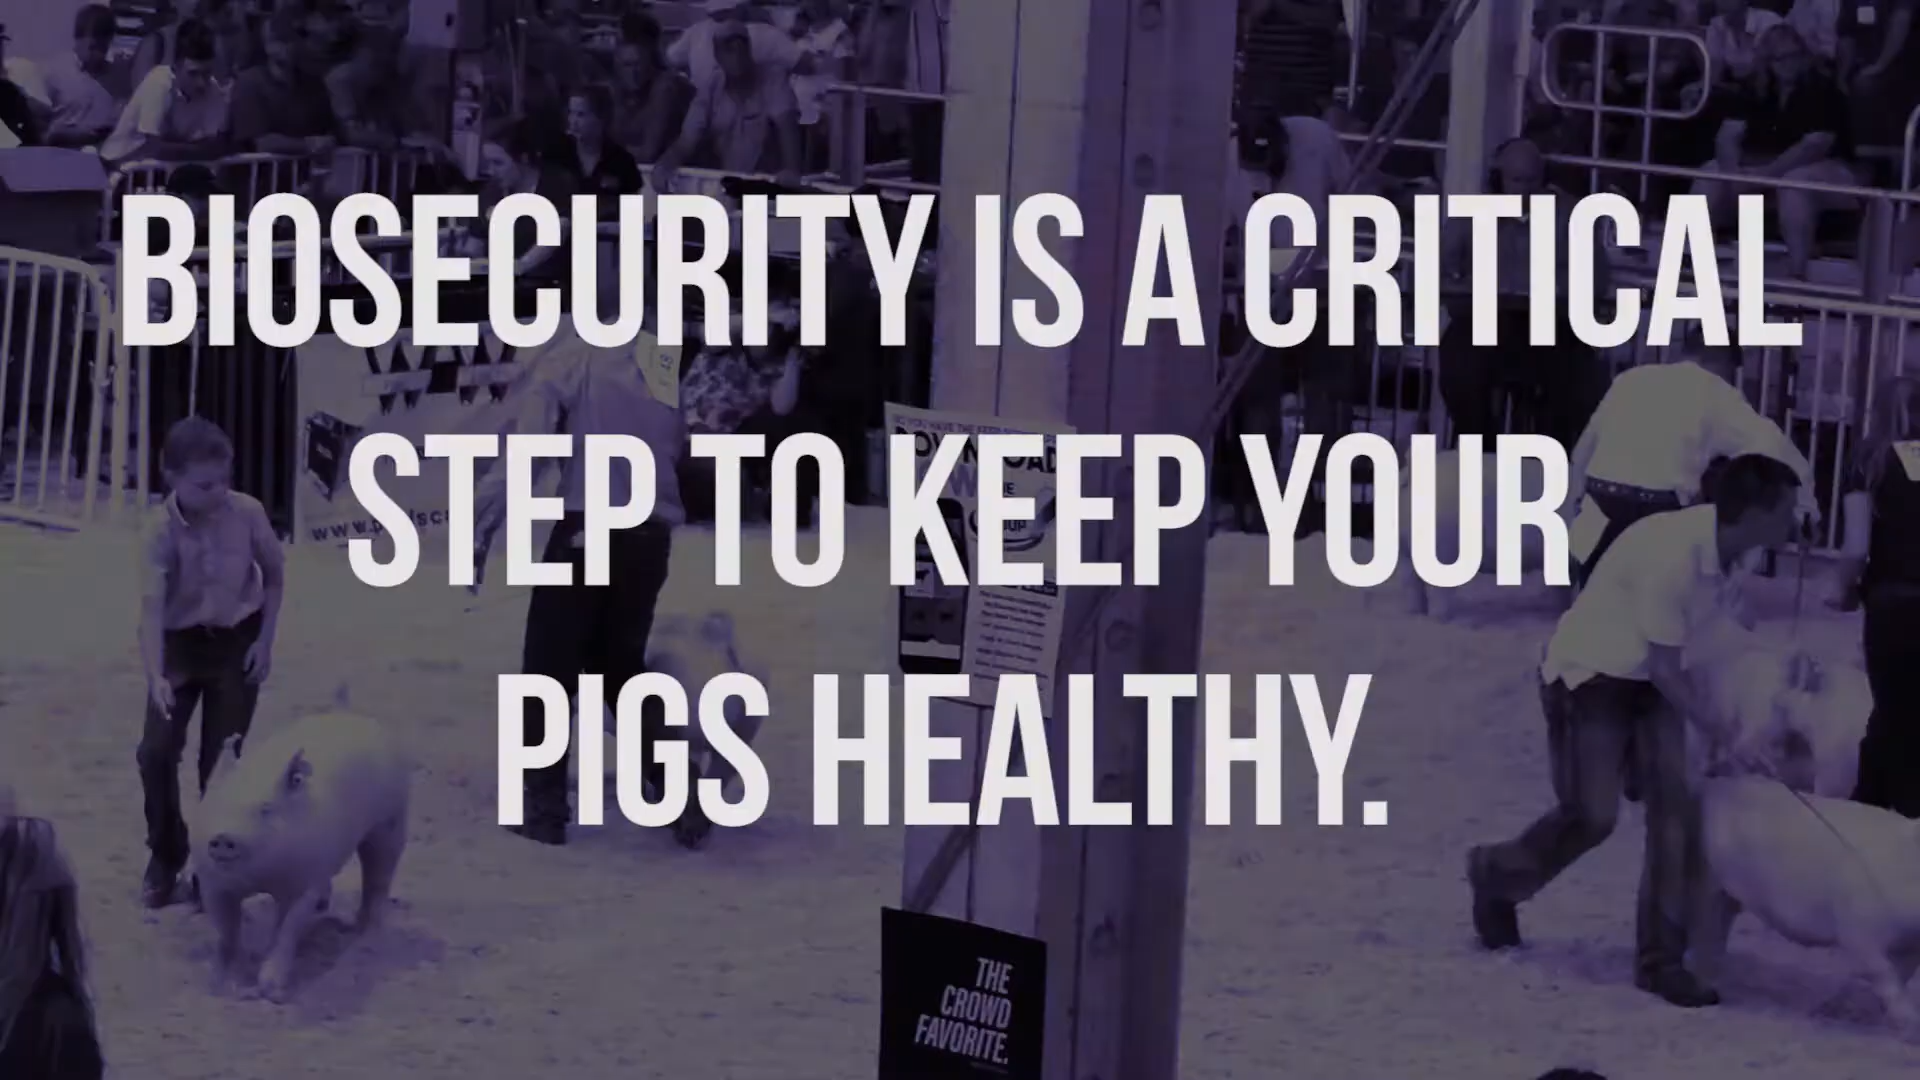 BIOSECURITY IS A CRITICAL
STEP TO KEEP YOUR
PIGS HEALTHY.
THE
CROWD
FAVORITE.